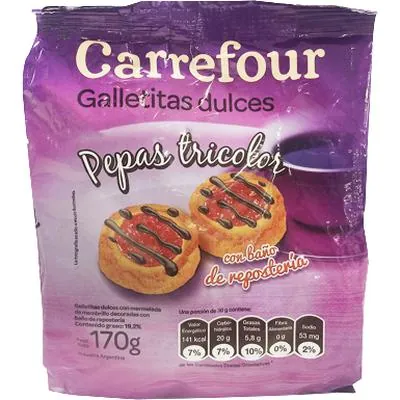 Carrefour
Galletitas dulces
Pepas tricolor
con baño
de repostería
Galletitas dulces con mermelada
de membrillo decoradas con
baño de repostería
Contenido graso: 19,2%
170g
Industria Argentina
Una porción de 30 g contiene:
Valor Energético 141 kcal 7%
Carbo-hidratos 20 g 7%
Grasas Totales 5,8 g 10%
Fibra Alimentaria 0 g 0%
Sodio 53 mg 2%